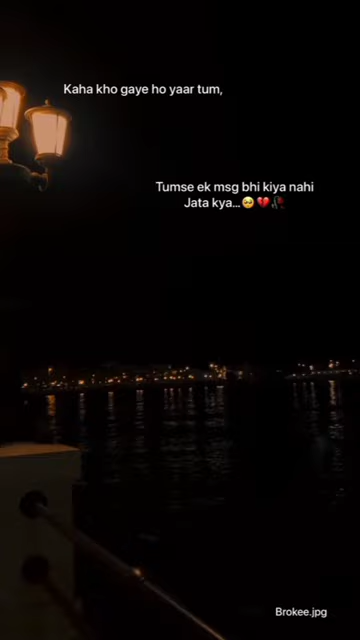 Kaha kho gaye ho yaar tum,
Tumse ek msg bhi kiya nahi
Jata kya...🥺💔🥀
Brokee.jpg